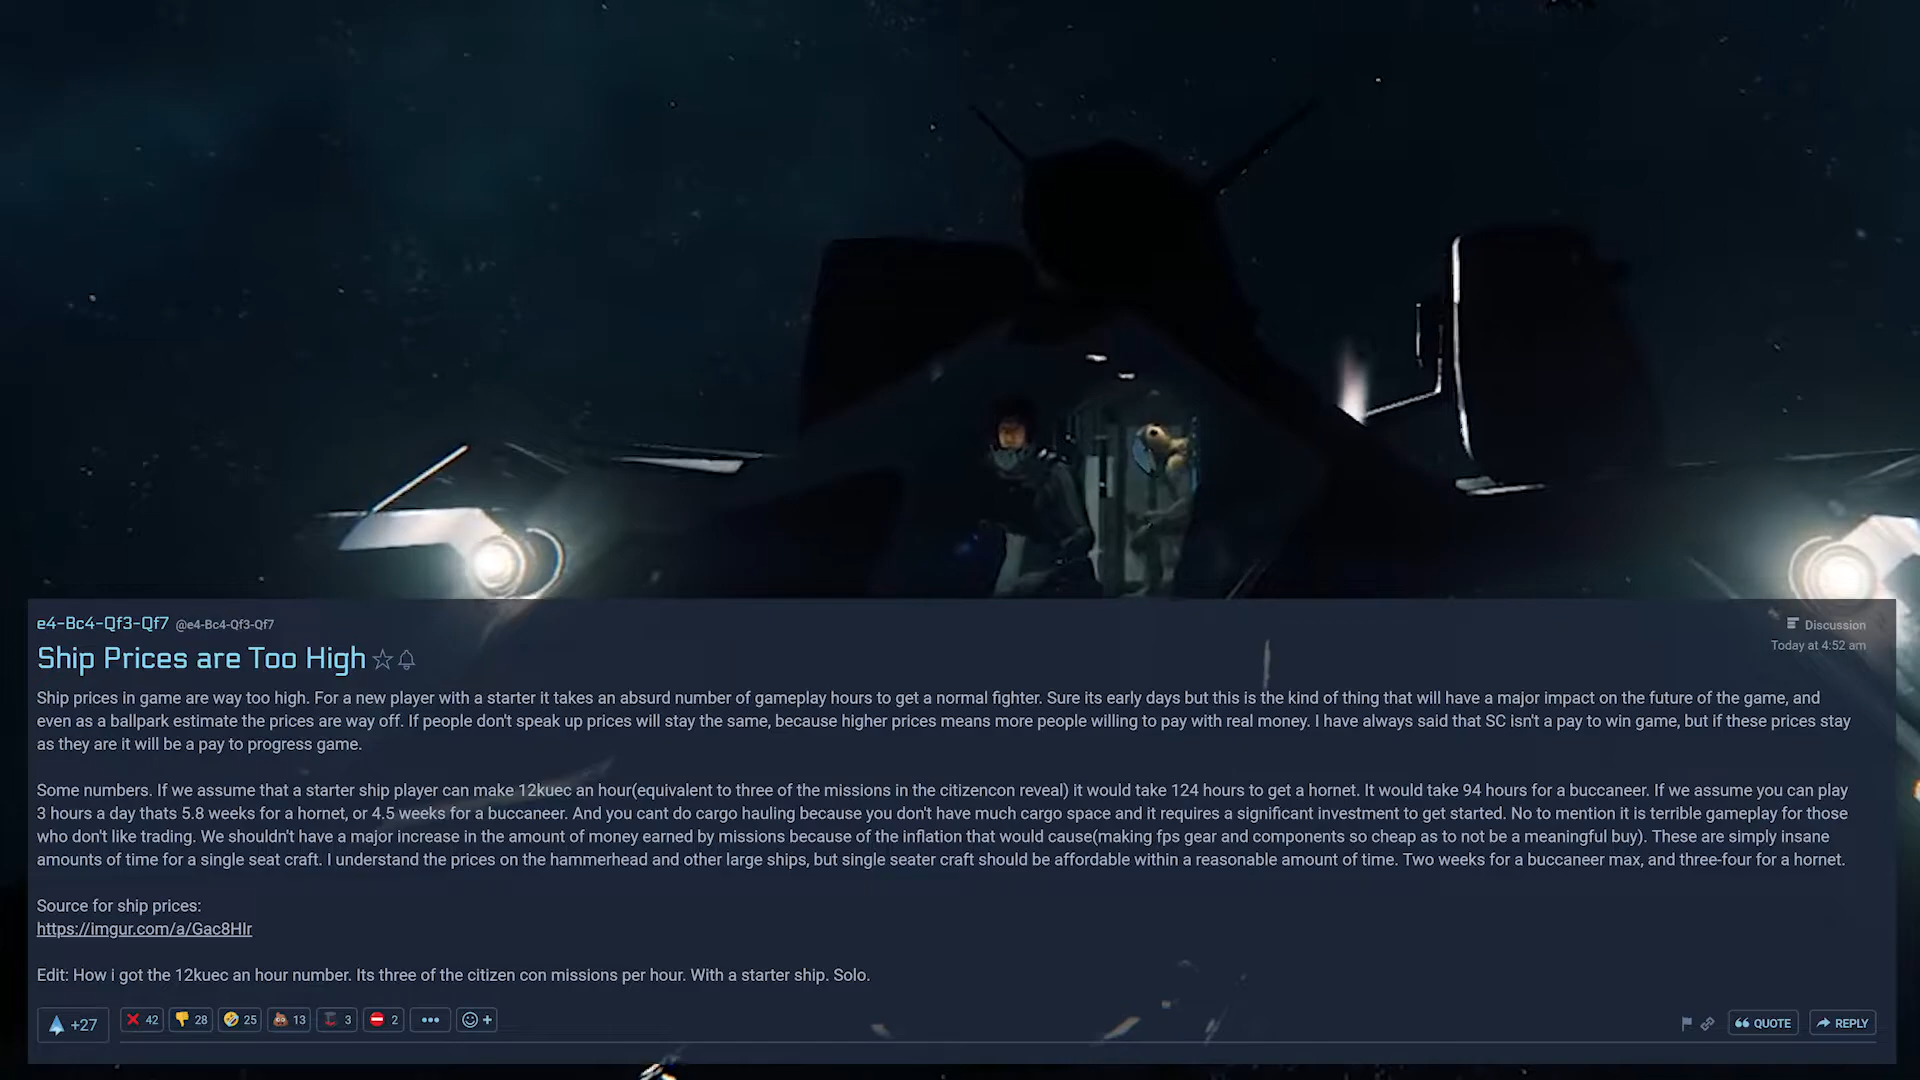 e4-Bc4-Qf3-Qf7 @e4-Bc4-Qf3-Qf7
Discussion
Ship Prices are Too High
Today at 4:52 am
Ship prices in game are way too high. For a new player with a starter it takes an absurd number of gameplay hours to get a normal fighter. Sure its early days but this is the kind of thing that will have a major impact on the future of the game, and
even as a ballpark estimate the prices are way off. If people don't speak up prices will stay the same, because higher prices means more people willing to pay with real money. I have always said that SC isn't a pay to win game, but if these prices stay
as they are it will be a pay to progress game.
Some numbers. If we assume that a starter ship player can make 12kuec an hour(equivalent to three of the missions in the citizencon reveal) it would take 124 hours to get a hornet. It would take 94 hours for a buccaneer. If we assume you can play
3 hours a day thats 5.8 weeks for a hornet, or 4.5 weeks for a buccaneer. And you cant do cargo hauling because you don't have much cargo space and it requires a significant investment to get started. No to mention it is terrible gameplay for those
who don't like trading. We shouldn't have a major increase in the amount of money earned by missions because of the inflation that would cause(making fps gear and components so cheap as to not be a meaningful buy). These are simply insane
amounts of time for a single seat craft. I understand the prices on the hammerhead and other large ships, but single seater craft should be affordable within a reasonable amount of time. Two weeks for a buccaneer max, and three-four for a hornet.
Source for ship prices:
https://imgur.com/a/Gac8HIr
Edit: How i got the 12kuec an hour number. Its three of the citizen con missions per hour. With a starter ship. Solo.
+27 42 28 25 13 3 2 QUOTE REPLY